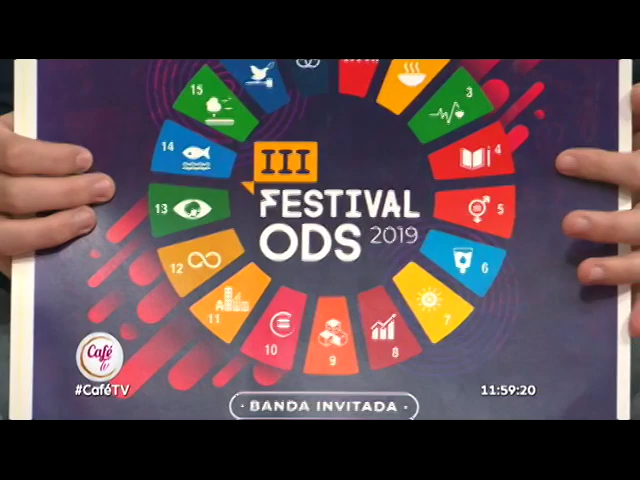 15
3
14
4
III
13
FESTIVAL
5
ODS 2019
12
6
11
7
10
9
8
Café
tv
#CaféTV
11:59:20
· BANDA INVITADA ·